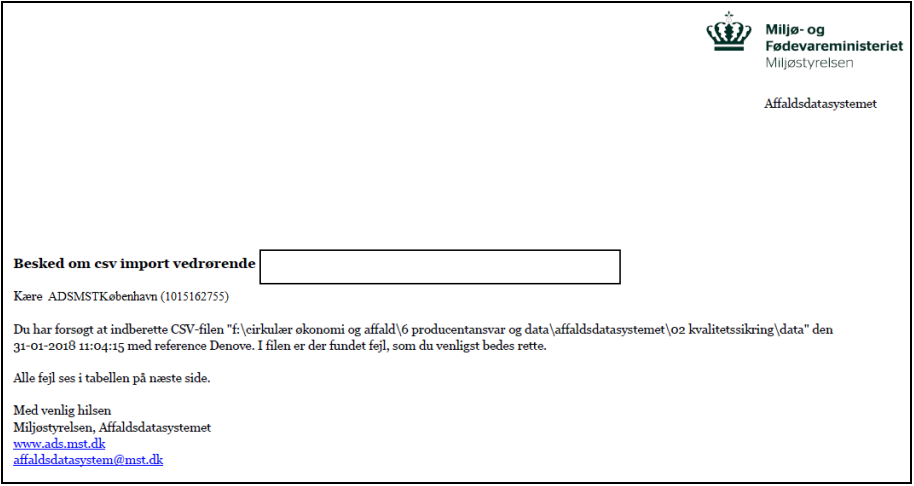 Miljø- og
Fødevareministeriet
Miljøstyrelsen
Affaldsdatasystemet
Besked om csv import vedrørende
Kære ADSMSTKøbenhavn (1015162755)
Du har forsøgt at indberette CSV-filen "f:\cirkulær økonomi og affald\6 producentansvar og data\affaldsdatasystemet\02 kvalitetssikring\data" den
31-01-2018 11:04:15 med reference Denove. I filen er der fundet fejl, som du venligst bedes rette.
Alle fejl ses i tabellen på næste side.
Med venlig hilsen
Miljøstyrelsen, Affaldsdatasystemet
www.ads.mst.dk
affaldsdatasystem@mst.dk